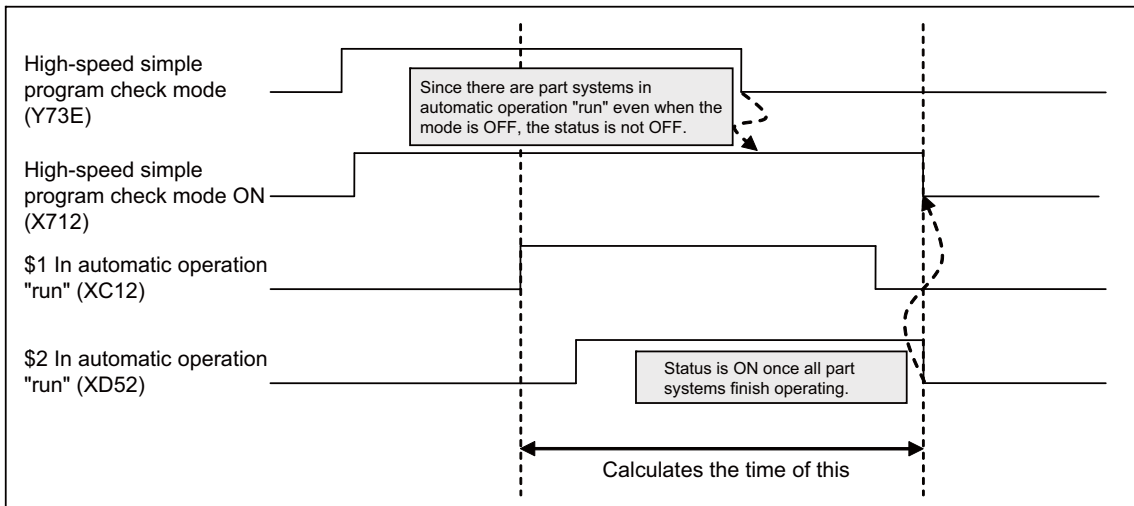 High-speed simple
program check mode
(Y73E)
Since there are part systems in
automatic operation "run" even when the
mode is OFF, the status is not OFF.
High-speed simple
program check mode ON
(X712)
$1 In automatic operation
"run" (XC12)
$2 In automatic operation
"run" (XD52)
Status is ON once all part
systems finish operating.
Calculates the time of this